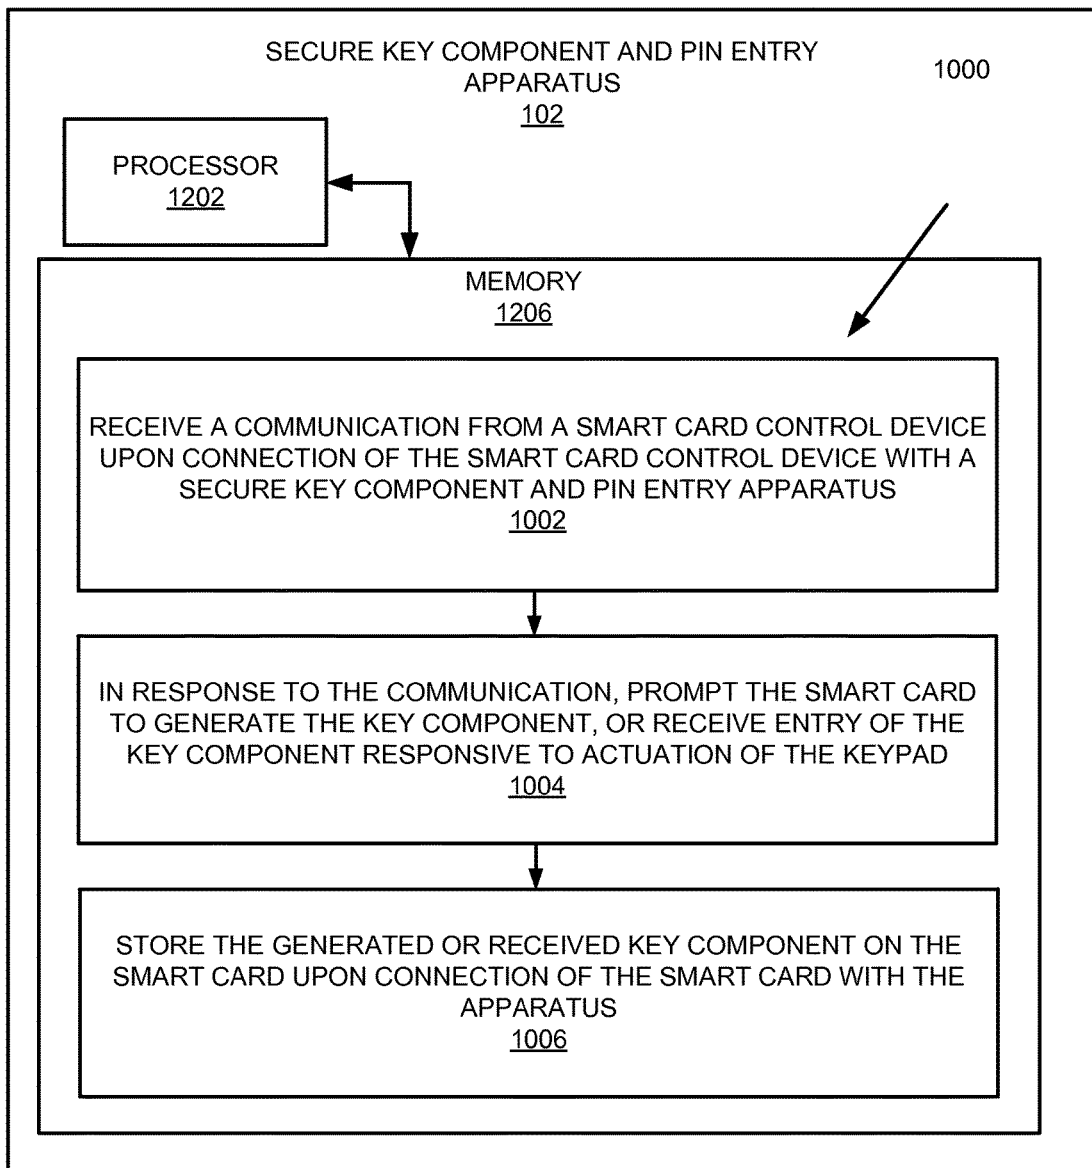 SECURE KEY COMPONENT AND PIN ENTRY
APPARATUS
102
1000
PROCESSOR
1202
MEMORY
1206
RECEIVE A COMMUNICATION FROM A SMART CARD CONTROL DEVICE
UPON CONNECTION OF THE SMART CARD CONTROL DEVICE WITH A
SECURE KEY COMPONENT AND PIN ENTRY APPARATUS
1002
IN RESPONSE TO THE COMMUNICATION, PROMPT THE SMART CARD
TO GENERATE THE KEY COMPONENT, OR RECEIVE ENTRY OF THE
KEY COMPONENT RESPONSIVE TO ACTUATION OF THE KEYPAD
1004
STORE THE GENERATED OR RECEIVED KEY COMPONENT ON THE
SMART CARD UPON CONNECTION OF THE SMART CARD WITH THE
APPARATUS
1006